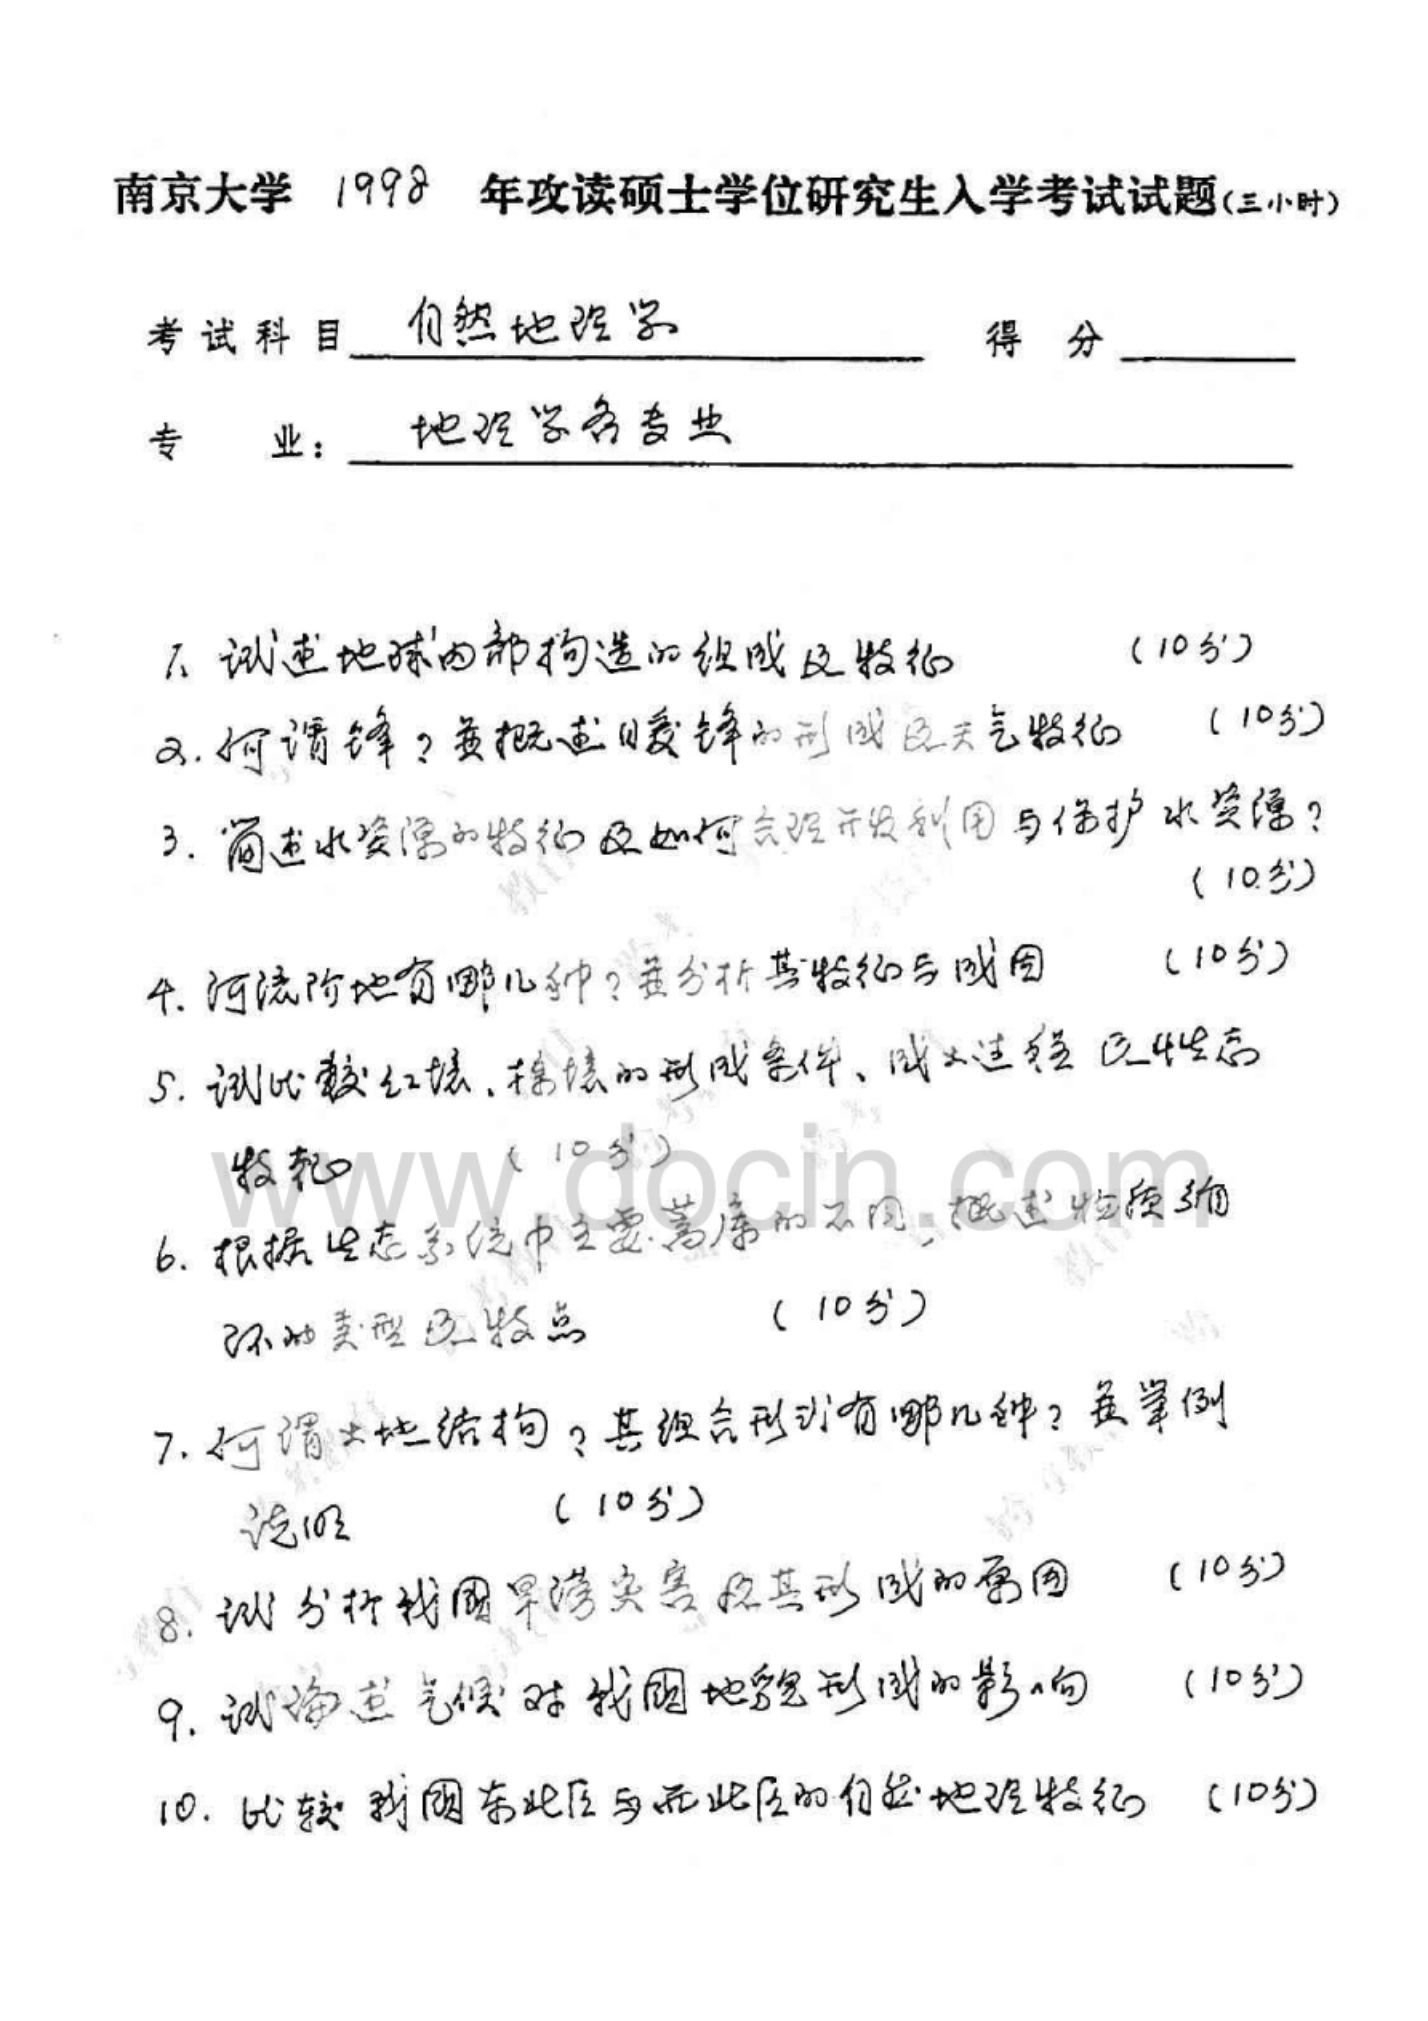 南京大学 1998 年攻读硕士学位研究生入学考试试题(三小时)
考试科目 自然地理学 得 分
专 业: 地理学各专业
1. 试述地球内部构造的组成及特征 (10分)
2. 何谓锋?并概述暖锋的形成及天气特征 (10分)
3. 简述水资源的特征及如何合理开发利用与保护水资源?
(10分)
4. 河流阶地有哪几种?并分析其特征与成因 (10分)
5. 试比较红壤、棕壤的形成条件、成土过程及性态
特征 (10分)
www.docin.com
6. 根据生态系统中主要蓄库的不同,概述物质循
环的类型及特点 (10分)
7. 何谓土地结构?其组合形式有哪几种?并举例
说明 (10分)
8. 试分析我国旱涝灾害及其形成的原因 (10分)
9. 试论述气候对我国地貌形成的影响 (10分)
10. 比较我国东北区与西北区的自然地理特征 (10分)